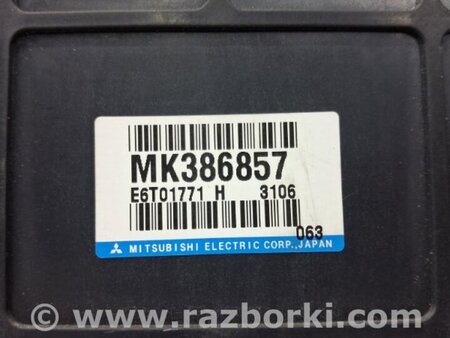 MK386857
E6T01771 H 3106
063
MITSUBISHI ELECTRIC CORP., JAPAN
© www.razborki.com